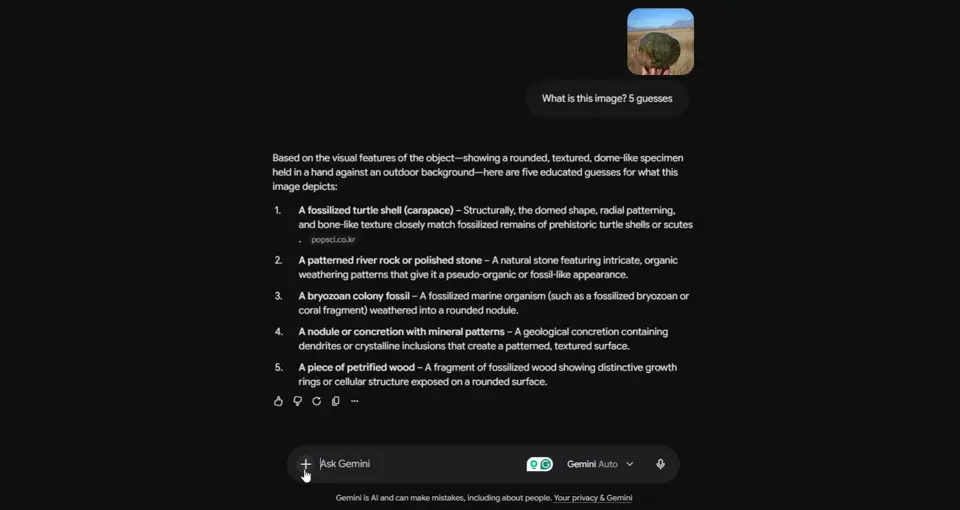 What is this image? 5 guesses
Based on the visual features of the object—showing a rounded, textured, dome-like specimen
held in a hand against an outdoor background—here are five educated guesses for what this
image depicts:
1. A fossilized turtle shell (carapace) – Structurally, the domed shape, radial patterning,
and bone-like texture closely match fossilized remains of prehistoric turtle shells or scutes
. popsci.co.kr
2. A patterned river rock or polished stone – A natural stone featuring intricate, organic
weathering patterns that give it a pseudo-organic or fossil-like appearance.
3. A bryozoan colony fossil – A fossilized marine organism (such as a fossilized bryozoan or
coral fragment) weathered into a rounded nodule.
4. A nodule or concretion with mineral patterns – A geological concretion containing
dendrites or crystalline inclusions that create a patterned, textured surface.
5. A piece of petrified wood – A fragment of fossilized wood showing distinctive growth
rings or cellular structure exposed on a rounded surface.
Ask Gemini
Gemini Auto
Gemini is AI and can make mistakes, including about people. Your privacy & Gemini